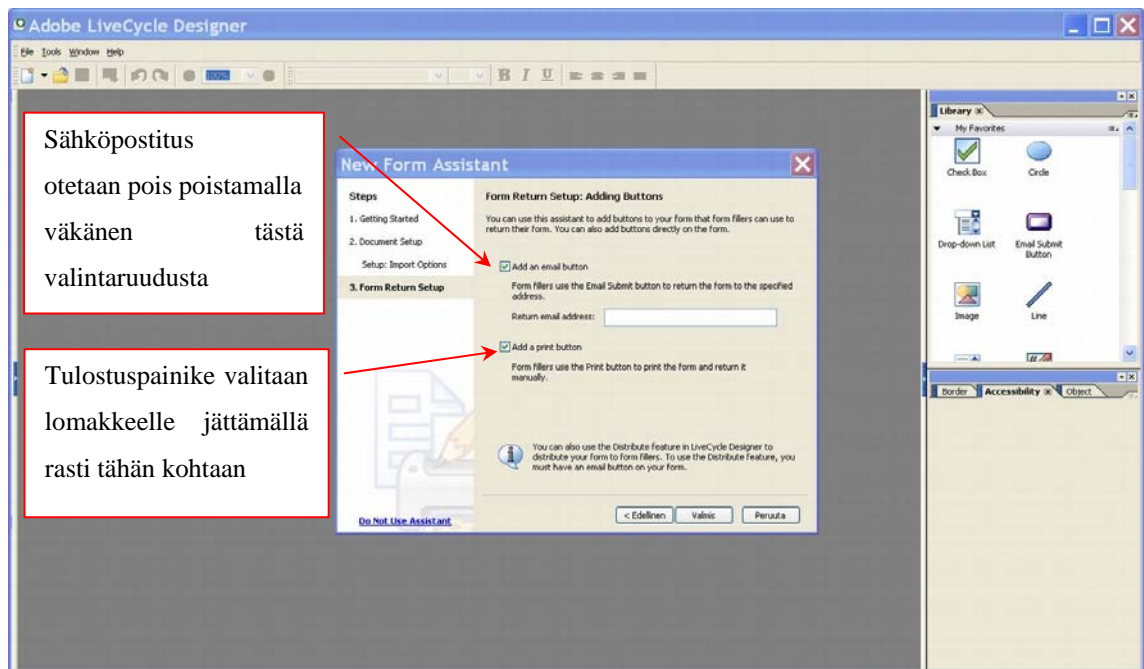 Adobe LiveCycle Designer
File Tools Window Help
100%
B I U
Sähköpostitus
otetaan pois poistamalla
väkänen tästä
valintaruudusta
Tulostuspainike valitaan
lomakkeelle jättämällä
rasti tähän kohtaan
New Form Assistant
Steps
1. Getting Started
2. Document Setup
Setup: Import Options
3. Form Return Setup
Do Not Use Assistant
Form Return Setup: Adding Buttons
You can use this assistant to add buttons to your form that form fillers can use to
return their form. You can also add buttons directly on the form.
Add an email button
Form fillers use the Email Submit button to return the form to the specified
address.
Return email address:
Add a print button
Form fillers use the Print button to print the form and return it
manually.
You can also use the Distribute feature in LiveCycle Designer to
distribute your form to form fillers. To use the Distribute feature, you
must have an email button on your form.
< Edellinen Valmis Peruuta
Library
My Favorites
Check Box Circle
Drop-down List Email Submit
Button
Image Line
Border Accessibility Object